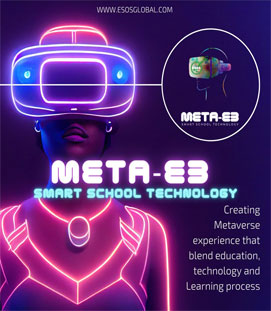 WWW.ESOSGLOBAL.COM
META-E3
SMART SCHOOL TECHNOLOGY
META-E3
SMART SCHOOL TECHNOLOGY
Creating
Metaverse
experience that
blend education,
technology and
Learning process